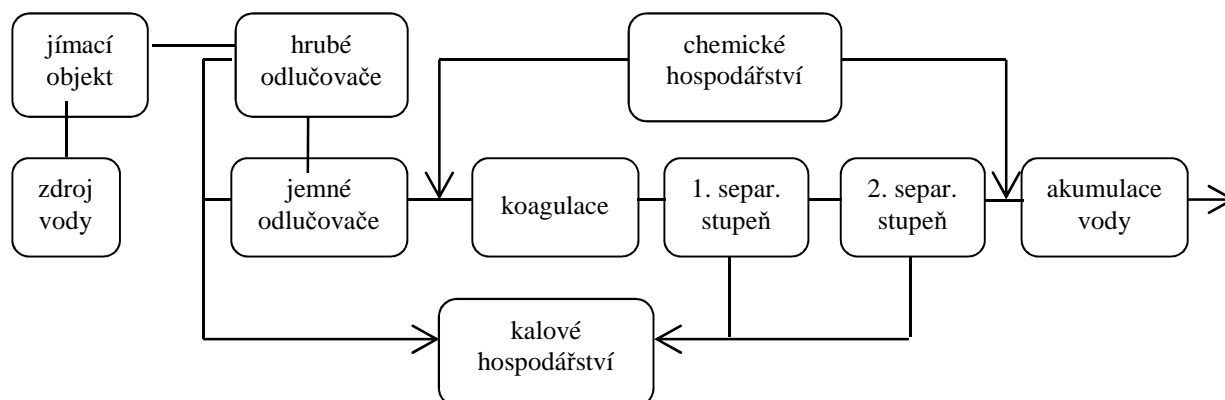 jímací
objekt
hrubé
odlučovače
chemické
hospodářství
zdroj
vody
jemné
odlučovače
koagulace
1. separ.
stupeň
2. separ.
stupeň
akumulace
vody
kalové
hospodářství